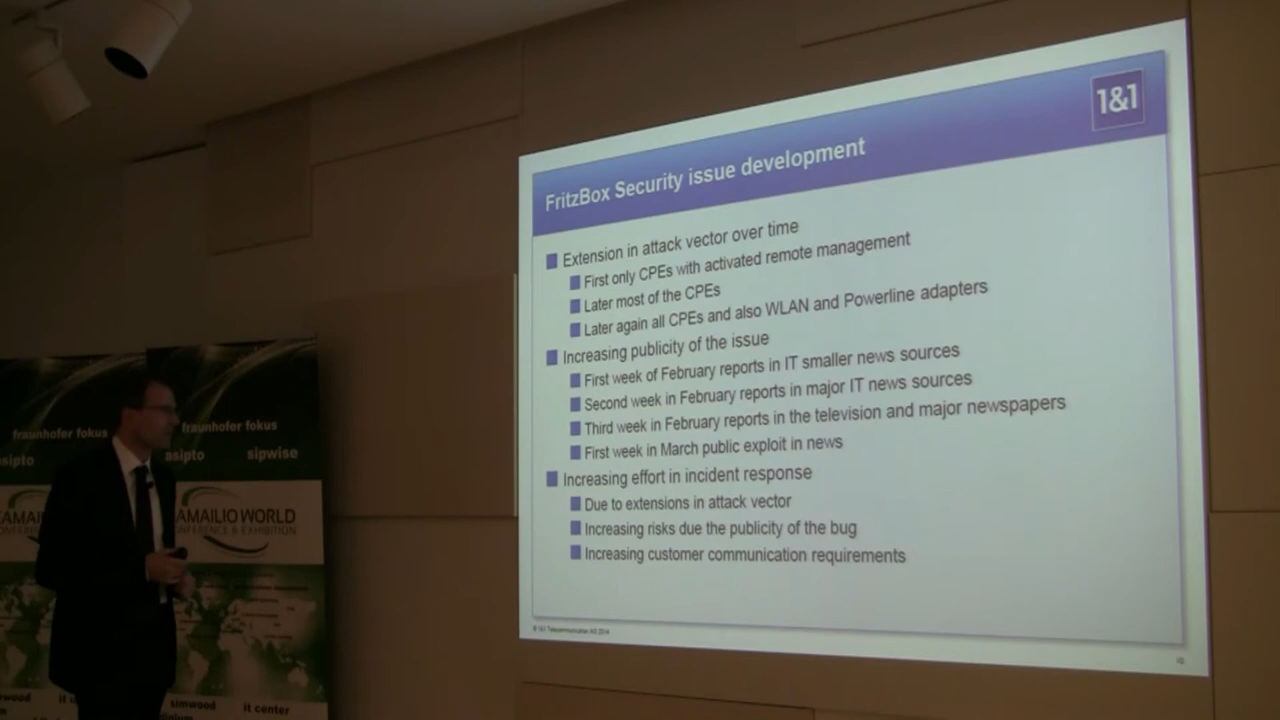 1&1
FritzBox Security issue development
Extension in attack vector over time
First only CPEs with activated remote management
Later most of the CPEs
Later again all CPEs and also WLAN and Powerline adapters
Increasing publicity of the issue
First week of February reports in IT smaller news sources
Second week in February reports in major IT news sources
Third week in February reports in the television and major newspapers
First week in March public exploit in news
Increasing effort in incident response
Due to extensions in attack vector
Increasing risks due the publicity of the bug
Increasing customer communication requirements
© 1&1 Telecommunication AG 2014
10
fraunhofer fokus
fraunhofer fokus
asipto
asipto
sipwise
KAMAILIO WORLD
CONFERENCE & EXHIBITION
simwood
it center